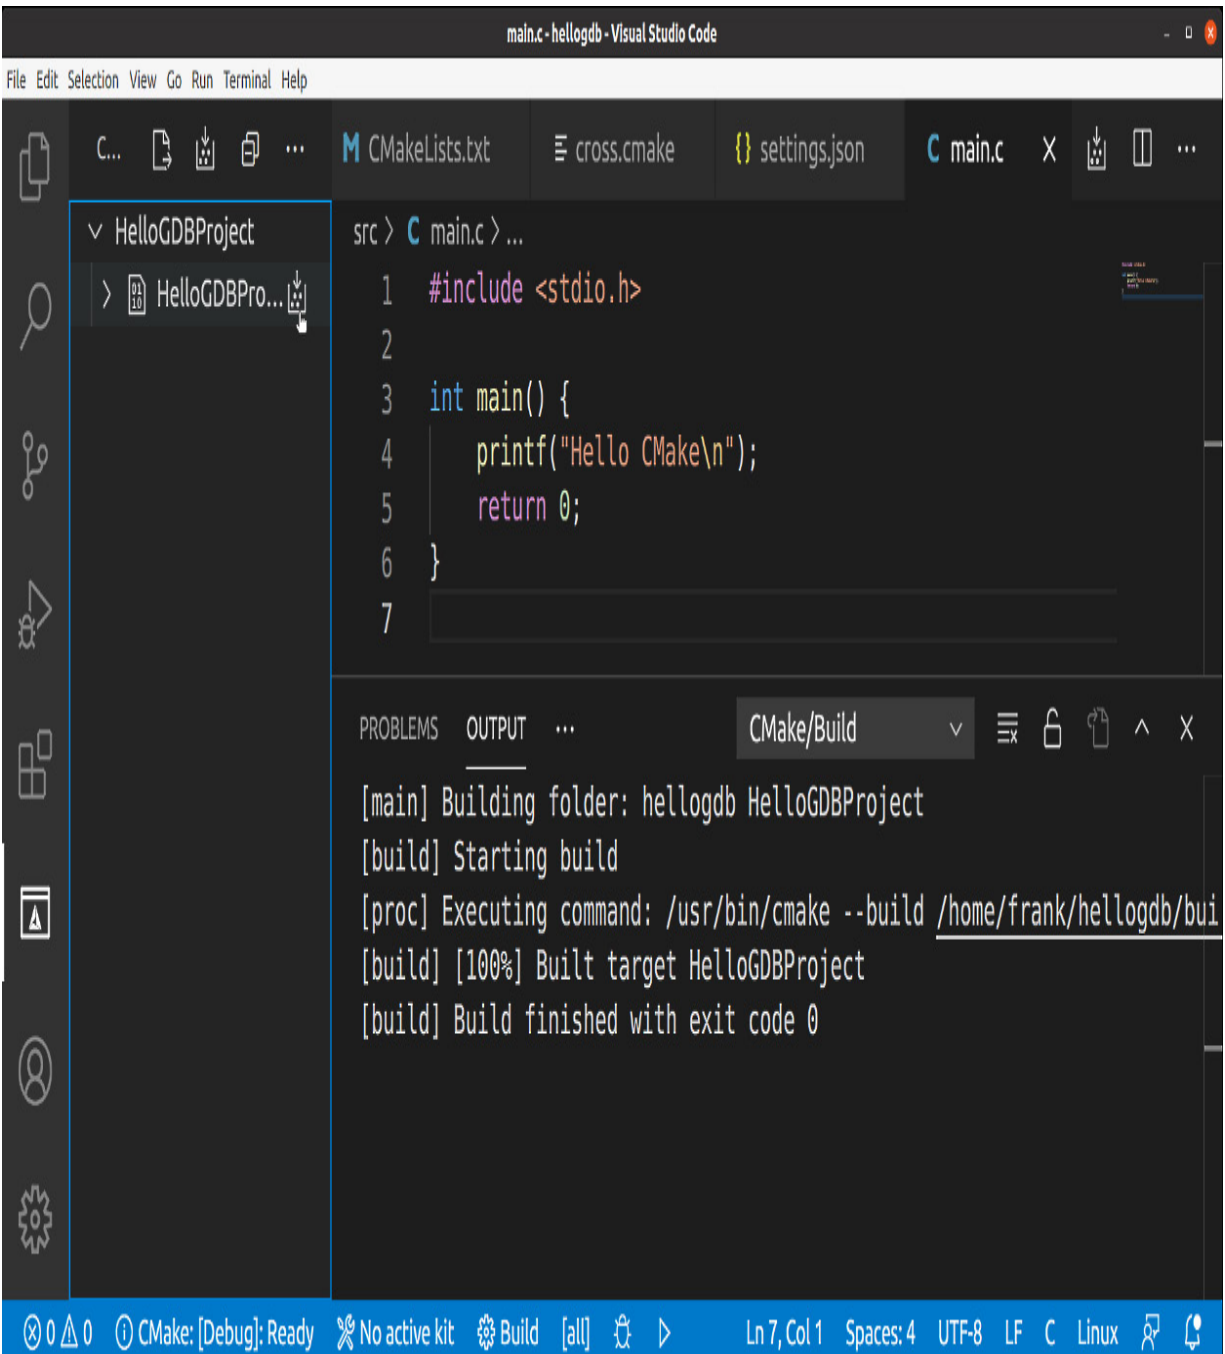 main.c - hellogdb - Visual Studio Code
File Edit Selection View Go Run Terminal Help
C... ...
M CMakeLists.txt cross.cmake {} settings.json C main.c ...
HelloGDBProject
HelloGDBPro...
src > C main.c > ...
1 #include <stdio.h>
2
3 int main() {
4 printf("Hello CMake\n");
5 return 0;
6 }
7
PROBLEMS OUTPUT ... CMake/Build
[main] Building folder: hellogdb HelloGDBProject
[build] Starting build
[proc] Executing command: /usr/bin/cmake --build /home/frank/hellogdb/bui
[build] [100%] Built target HelloGDBProject
[build] Build finished with exit code 0
0 0 CMake: [Debug]: Ready No active kit Build [all] Ln 7, Col 1 Spaces: 4 UTF-8 LF C Linux